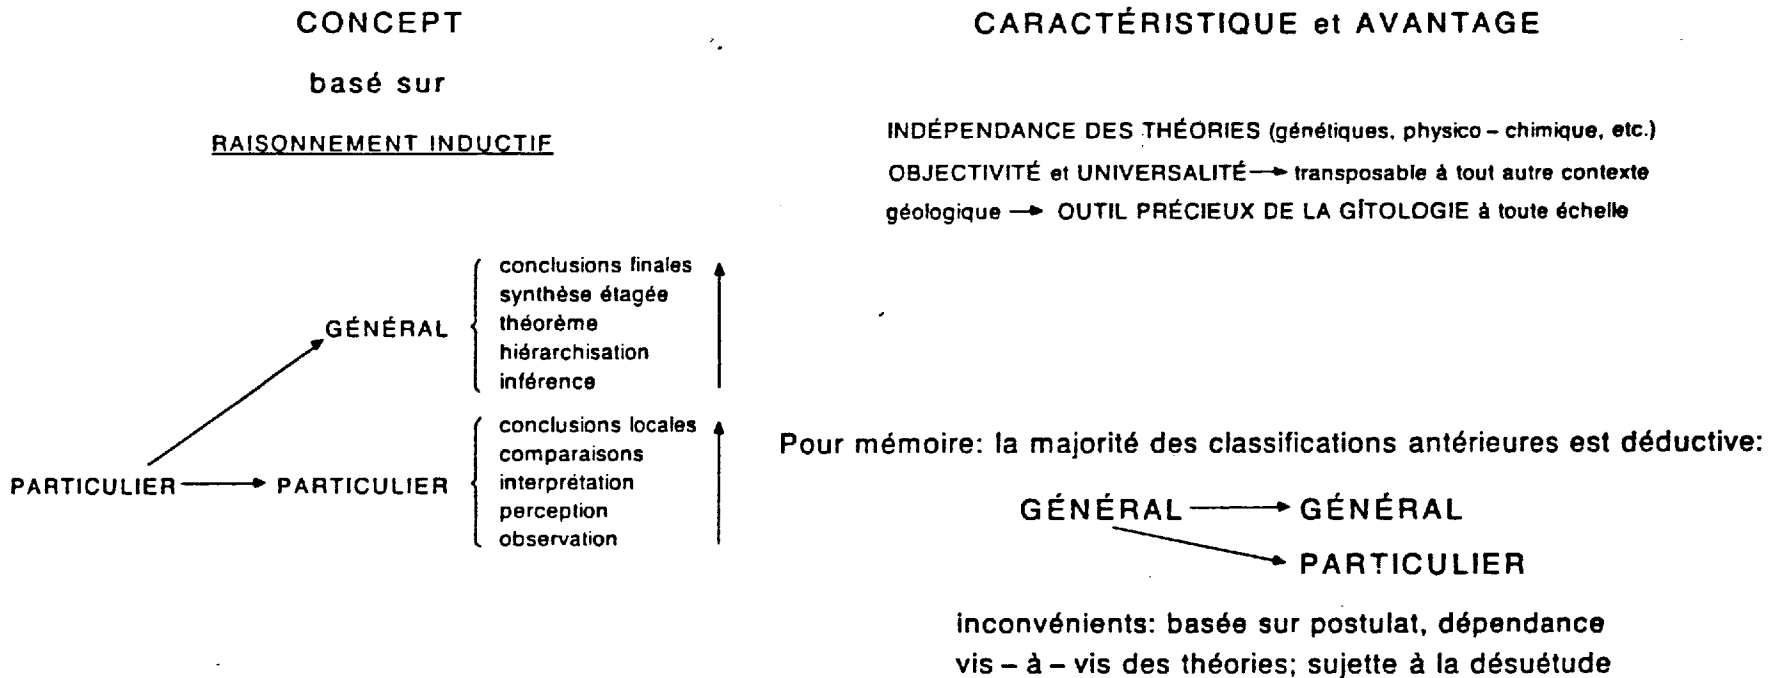 CONCEPT
basé sur
RAISONNEMENT INDUCTIF
GÉNÉRAL
conclusions finales
synthèse étagée
théorème
hiérarchisation
inférence
PARTICULIER → PARTICULIER
conclusions locales
comparaisons
interprétation
perception
observation
CARACTÉRISTIQUE et AVANTAGE
INDÉPENDANCE DES THÉORIES (génétiques, physico – chimique, etc.)
OBJECTIVITÉ et UNIVERSALITÉ → transposable à tout autre contexte
géologique → OUTIL PRÉCIEUX DE LA GÎTOLOGIE à toute échelle
Pour mémoire: la majorité des classifications antérieures est déductive:
GÉNÉRAL → GÉNÉRAL
PARTICULIER
inconvénients: basée sur postulat, dépendance
vis – à – vis des théories; sujette à la désuétude